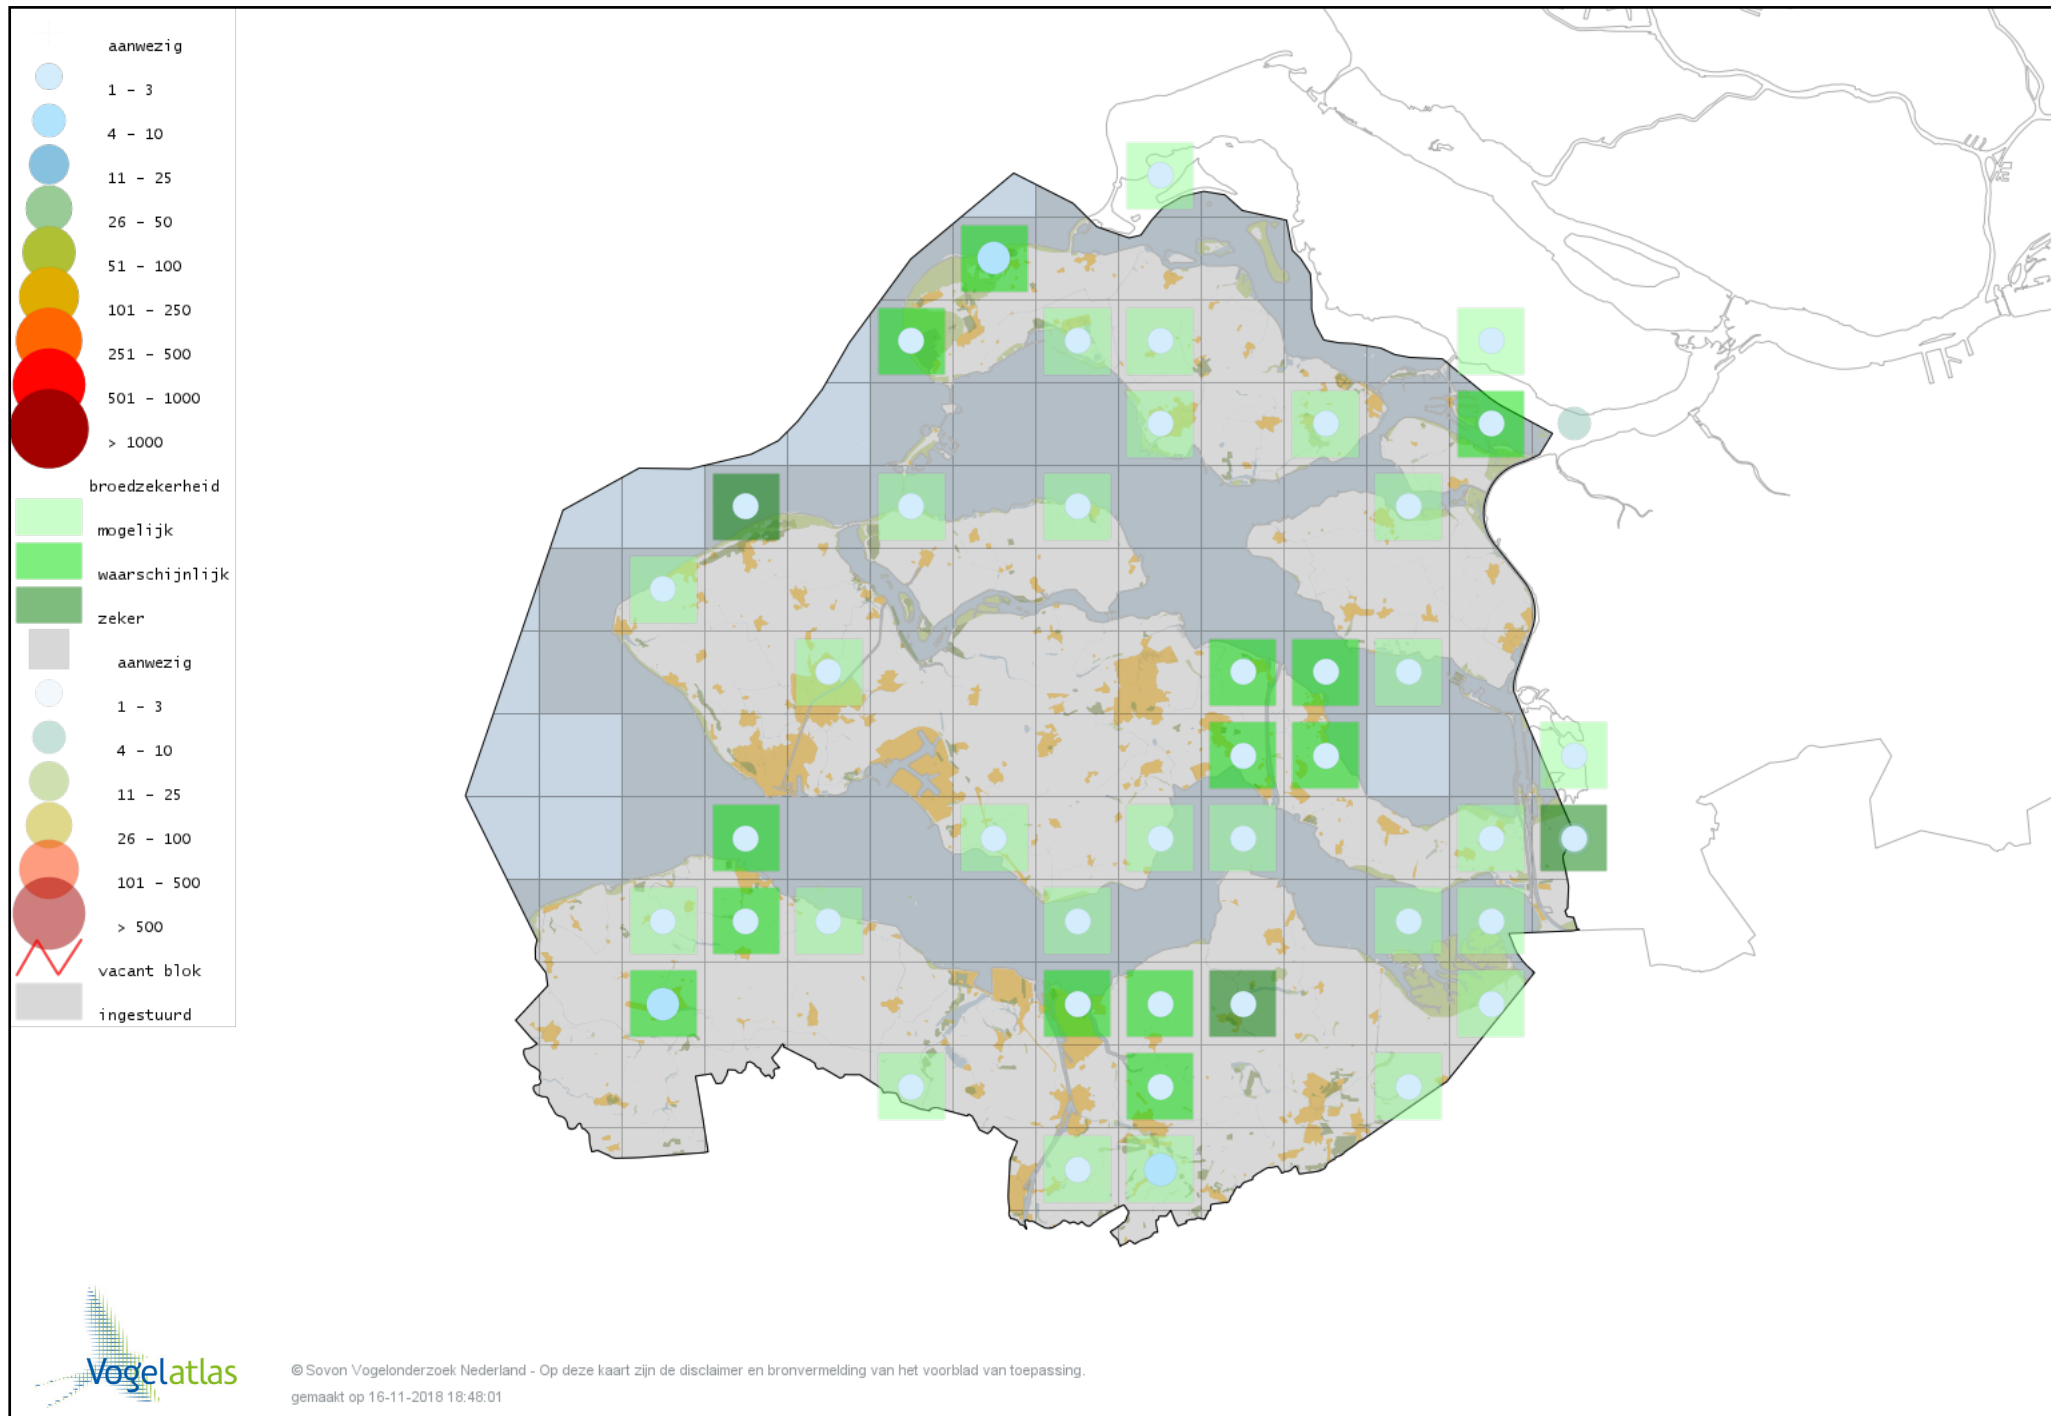 aanwezig
1 - 3
4 - 10
11 - 25
26 - 50
51 - 100
101 - 250
251 - 500
501 - 1000
> 1000
broedzekerheid
mogelijk
waarschijnlijk
zeker
aanwezig
1 - 3
4 - 10
11 - 25
26 - 100
101 - 500
> 500
vacant blok
ingestuurd
Vogelatlas
© Sovon Vogelonderzoek Nederland - Op deze kaart zijn de disclaimer en bronvermelding van het voorblad van toepassing.
gemaakt op 16-11-2018 18:48:01